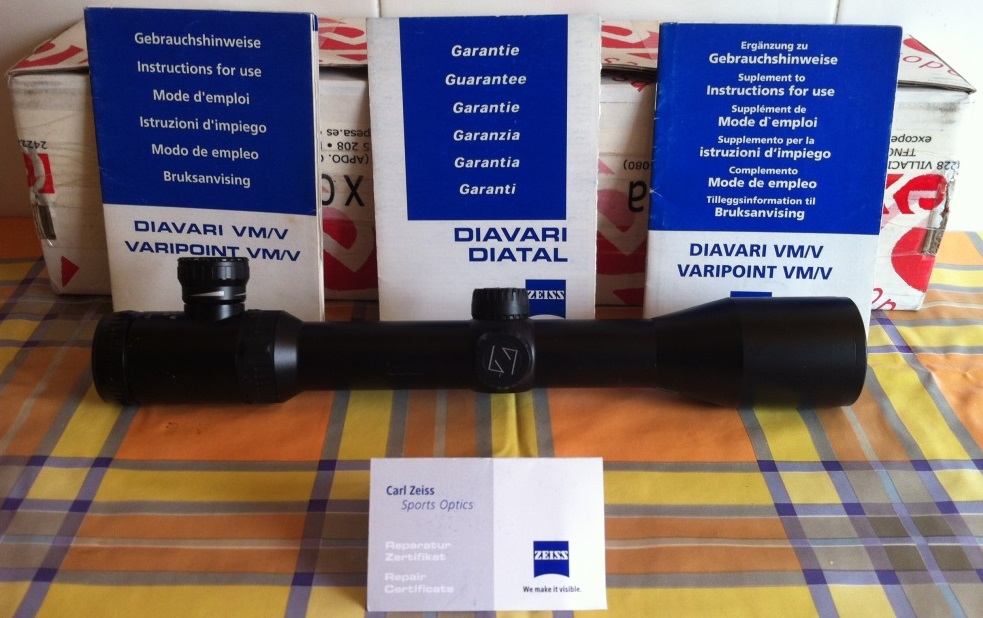 Gebrauchshinweise
Instructions for use
Mode d'emploi
Istruzioni d'impiego
Modo de empleo
Bruksanvising
DIAVARI VM/V
VARIPOINT VM/V
Garantie
Guarantee
Garantie
Garanzia
Garantia
Garanti
DIAVARI
DIATAL
ZEISS
Ergänzung zu
Gebrauchshinweise
Suplement to
Instructions for use
Supplément de
Mode d`emploi
Supplemento per la
istruzioni d'impiego
Complemento
Mode de empleo
Tilleggsinformation til
Bruksanvising
DIAVARI VM/V
VARIPOINT VM/V
Carl Zeiss
Sports Optics
Reparatur
Zertifikat
Repair
Certificate
ZEISS
We make it visible.